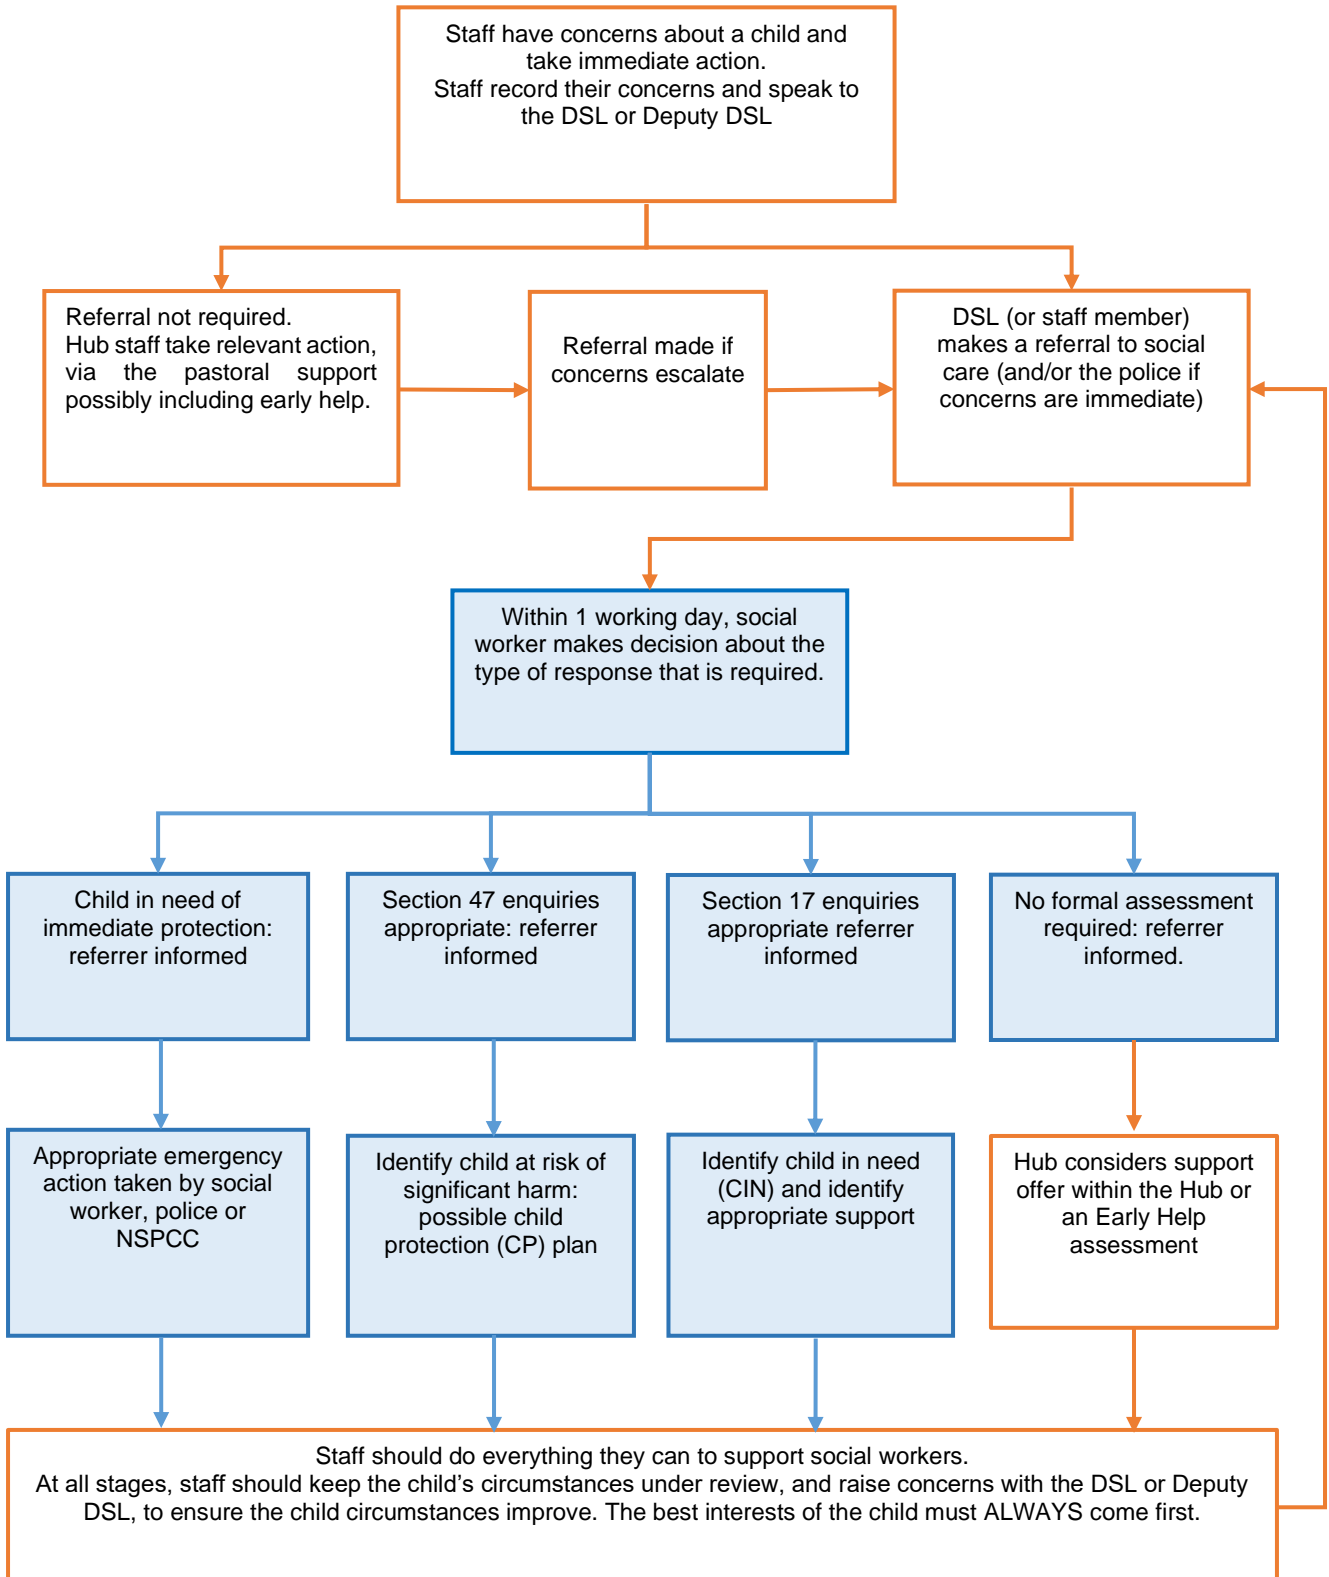 Staff have concerns about a child and
take immediate action.
Staff record their concerns and speak to
the DSL or Deputy DSL
Referral not required.
Hub staff take relevant action,
via the pastoral support
possibly including early help.
Referral made if
concerns escalate
DSL (or staff member)
makes a referral to social
care (and/or the police if
concerns are immediate)
Within 1 working day, social
worker makes decision about the
type of response that is required.
Child in need of
immediate protection:
referrer informed
Section 47 enquiries
appropriate: referrer
informed
Section 17 enquiries
appropriate referrer
informed
No formal assessment
required: referrer
informed.
Appropriate emergency
action taken by social
worker, police or
NSPCC
Identify child at risk of
significant harm:
possible child
protection (CP) plan
Identify child in need
(CIN) and identify
appropriate support
Hub considers support
offer within the Hub or
an Early Help
assessment
Staff should do everything they can to support social workers.
At all stages, staff should keep the child’s circumstances under review, and raise concerns with the DSL or Deputy
DSL, to ensure the child circumstances improve. The best interests of the child must ALWAYS come first.